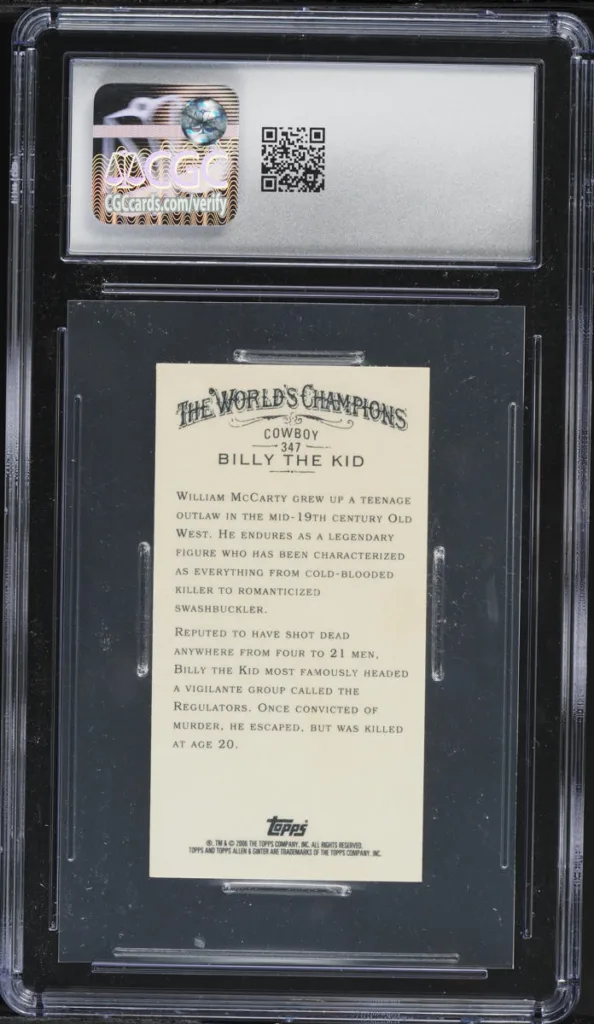 CGC
CGCcards.com/verify
THE WORLD'S CHAMPIONS
COWBOY
347
BILLY THE KID
WILLIAM MCCARTY GREW UP A TEENAGE
OUTLAW IN THE MID-19TH CENTURY OLD
WEST. HE ENDURES AS A LEGENDARY
FIGURE WHO HAS BEEN CHARACTERIZED
AS EVERYTHING FROM COLD-BLOODED
KILLER TO ROMANTICIZED
SWASHBUCKLER.
REPUTED TO HAVE SHOT DEAD
ANYWHERE FROM FOUR TO 21 MEN,
BILLY THE KID MOST FAMOUSLY HEADED
A VIGILANTE GROUP CALLED THE
REGULATORS. ONCE CONVICTED OF
MURDER, HE ESCAPED, BUT WAS KILLED
AT AGE 20.
Topps
®, TM & © 2006 THE TOPPS COMPANY, INC. ALL RIGHTS RESERVED.
TOPPS AND TOPPS ALLEN & GINTER ARE TRADEMARKS OF THE TOPPS COMPANY, INC.